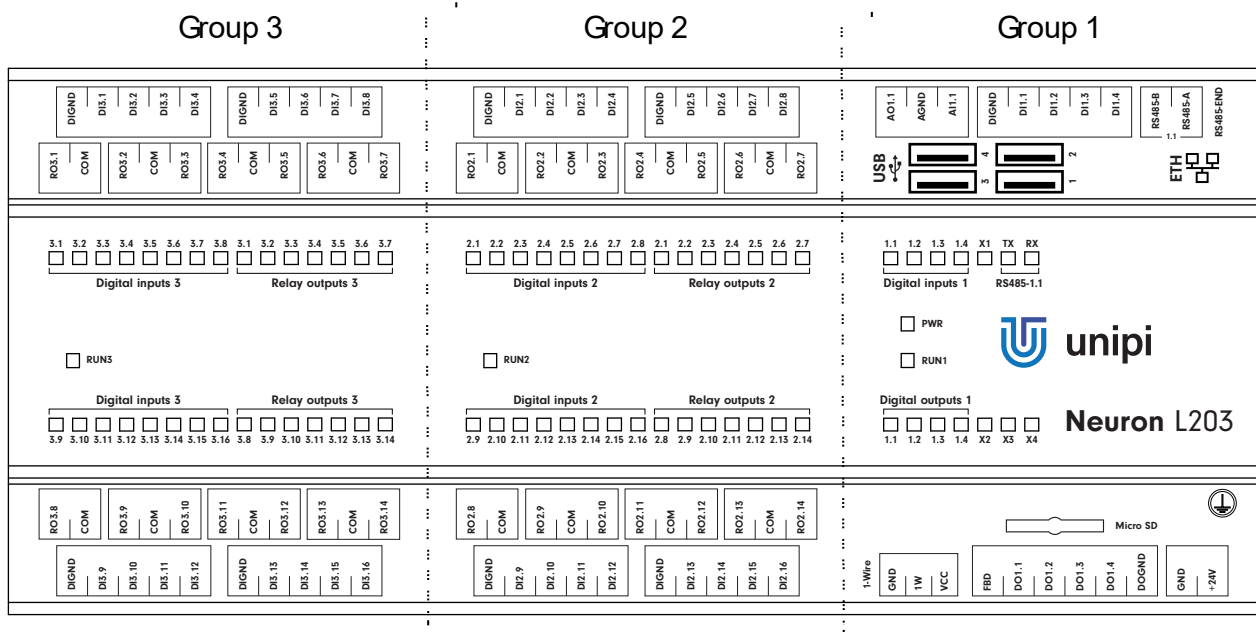 Group 3 Group 2 Group 1
DIGND DI3.1 DI3.2 DI3.3 DI3.4 DI3.5 DI3.6 DI3.7 DI3.8
DIGND DI2.1 DI2.2 DI2.3 DI2.4 DIGND DI2.5 DI2.6 DI2.7 DI2.8
AO1.1 AGND AI1.1 DIGND DI1.1 DI1.2 DI1.3 DI1.4 RS485-B RS485-A RS485-END
1.1
RO3.1 COM RO3.2 COM RO3.3 RO3.4 COM RO3.5 RO3.6 COM RO3.7
RO2.1 COM RO2.2 COM RO2.3 RO2.4 COM RO2.5 RO2.6 COM RO2.7
USB 4 2 3 1 ETH
3.1 3.2 3.3 3.4 3.5 3.6 3.7 3.8 3.1 3.2 3.3 3.4 3.5 3.6 3.7
Digital inputs 3 Relay outputs 3
2.1 2.2 2.3 2.4 2.5 2.6 2.7 2.8 2.1 2.2 2.3 2.4 2.5 2.6 2.7
Digital inputs 2 Relay outputs 2
1.1 1.2 1.3 1.4 X1 TX RX
Digital inputs 1 RS485-1.1
PWR
RUN3 RUN2 RUN1
unipi
Neuron L203
Digital inputs 3 Relay outputs 3
3.9 3.10 3.11 3.12 3.13 3.14 3.15 3.16 3.8 3.9 3.10 3.11 3.12 3.13 3.14
Digital inputs 2 Relay outputs 2
2.9 2.10 2.11 2.12 2.13 2.14 2.15 2.16 2.8 2.9 2.10 2.11 2.12 2.13 2.14
Digital outputs 1
1.1 1.2 1.3 1.4 X2 X3 X4
RO3.8 COM RO3.9 COM RO3.10 RO3.11 COM RO3.12 RO3.13 COM RO3.14
RO2.8 COM RO2.9 COM RO2.10 RO2.11 COM RO2.12 RO2.13 COM RO2.14
Micro SD
DIGND DI3.9 DI3.10 DI3.11 DI3.12 DIGND DI3.13 DI3.14 DI3.15 DI3.16
DIGND DI2.9 DI2.10 DI2.11 DI2.12 DIGND DI2.13 DI2.14 DI2.15 DI2.16
1-Wire GND 1W VCC FBD DO1.1 DO1.2 DO1.3 DO1.4 DOGND GND +24V